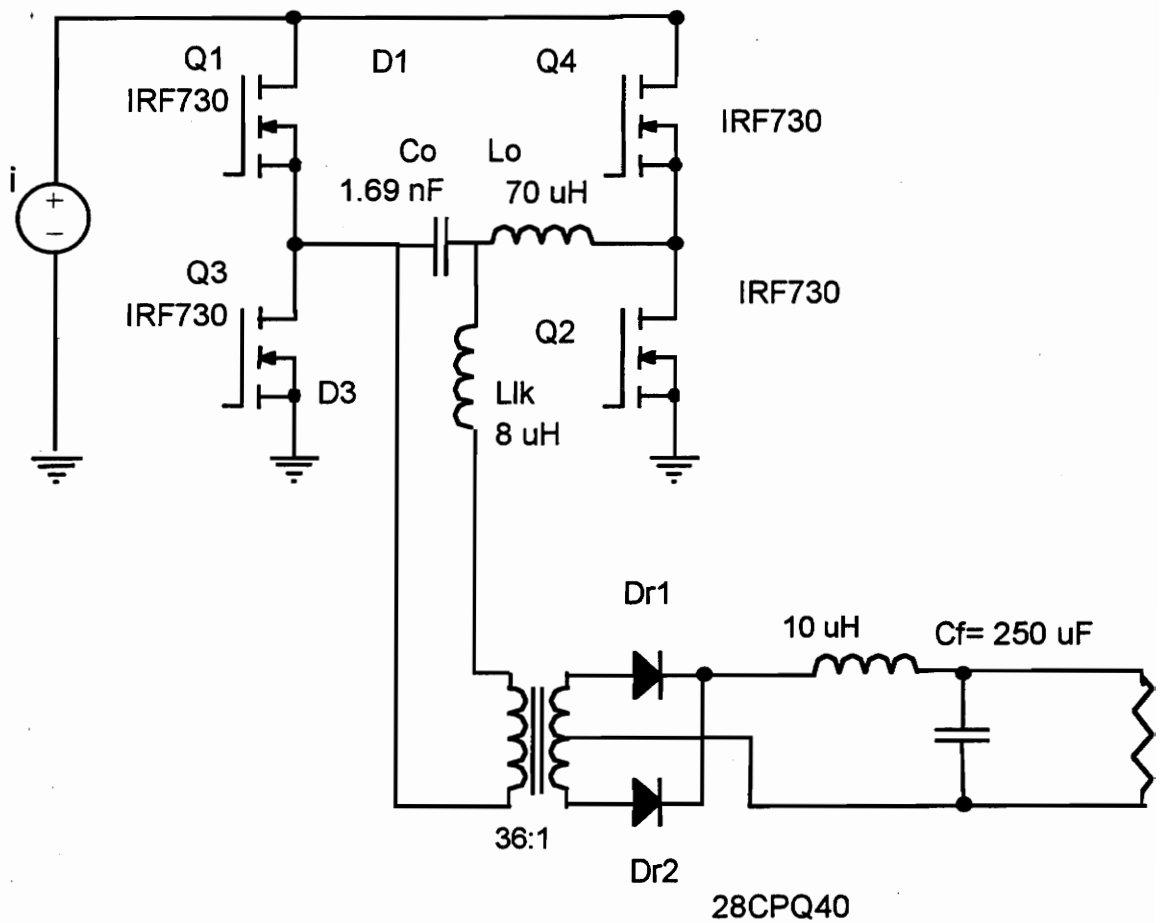 Q1
IRF730
D1
Q4
IRF730
Co
1.69 nF
Lo
70 uH
i
+
−
Q3
IRF730
D3
Q2
IRF730
Llk
8 uH
Dr1
10 uH
Cf= 250 uF
36:1
Dr2
28CPQ40